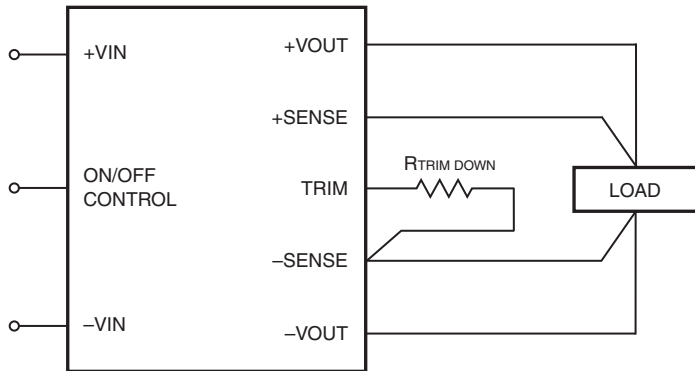 +VIN
ON/OFF
CONTROL
–VIN
+VOUT
+SENSE
TRIM
–SENSE
–VOUT
RTRIM DOWN
LOAD